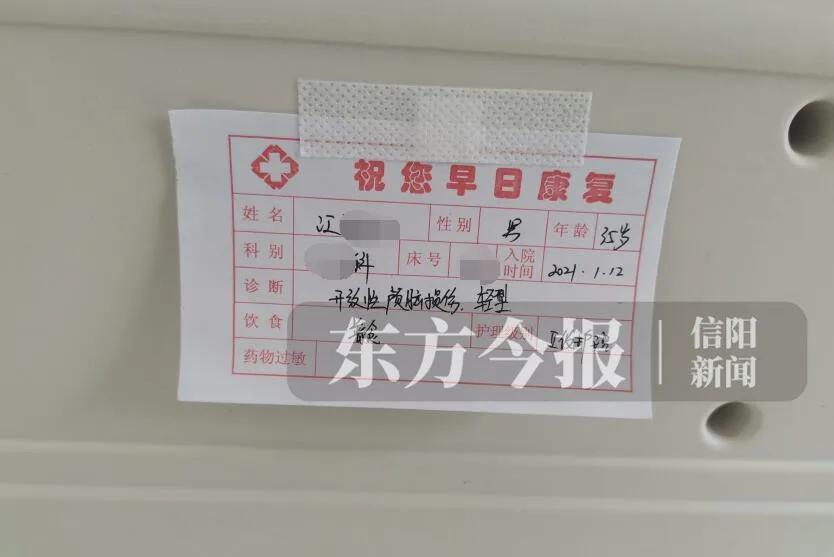 祝您早日康复
姓名 江 性别 男 年龄 35岁
科别 科 床号 入院时间 2021.1.12
诊断 开放性颅脑损伤、轻型
饮食 护理级别
药物过敏
东方今报 信阳新闻